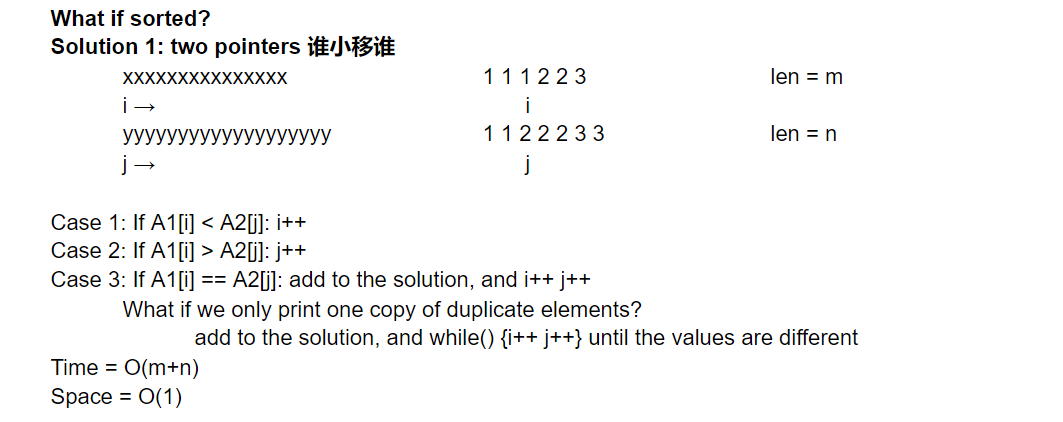 What if sorted?
Solution 1: two pointers 谁小移谁
xxxxxxxxxxxxxxx 1 1 1 2 2 3 len = m
i → i
yyyyyyyyyyyyyyyyyyy 1 1 2 2 2 3 3 len = n
j → j
Case 1: If A1[i] < A2[j]: i++
Case 2: If A1[i] > A2[j]: j++
Case 3: If A1[i] == A2[j]: add to the solution, and i++ j++
What if we only print one copy of duplicate elements?
add to the solution, and while() {i++ j++} until the values are different
Time = O(m+n)
Space = O(1)